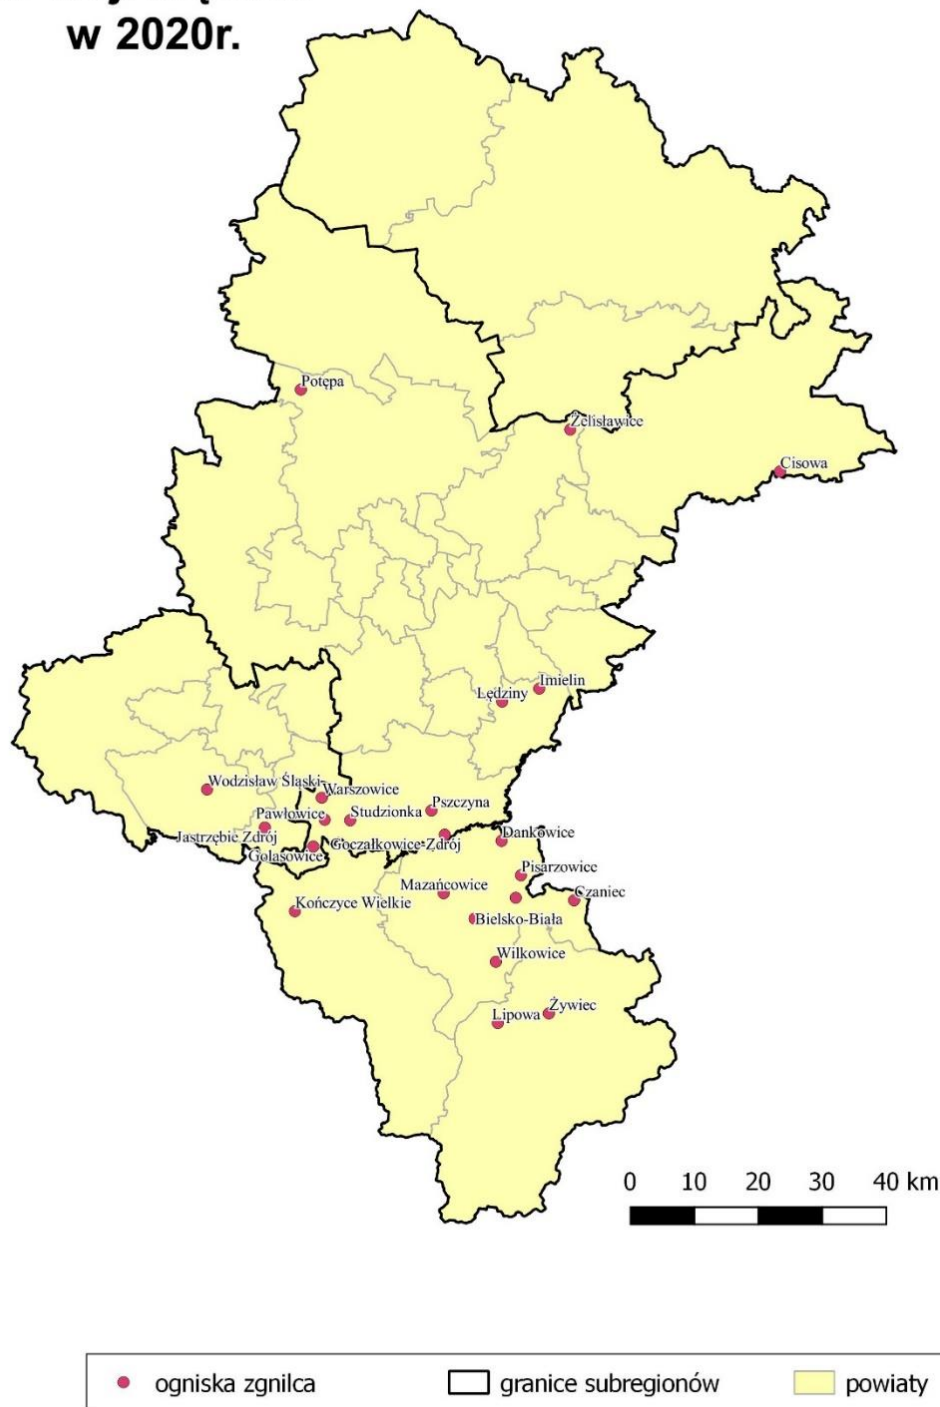 w 2020r.
Potępa
Żelisławice
Cisowa
Imielin
Lędziny
Wodzisław Śląski
Warszowice
Pszczyna
Pawłowice
Studzionka
Jastrzębie Zdrój
Goczałkowice-Zdrój
Golasowice
Dankowice
Pisarzowice
Mazańcowice
Czaniec
Kończyce Wielkie
Bielsko-Biała
Wilkowice
Żywiec
Lipowa
0 10 20 30 40 km
ogniska zgnilca
granice subregionów
powiaty